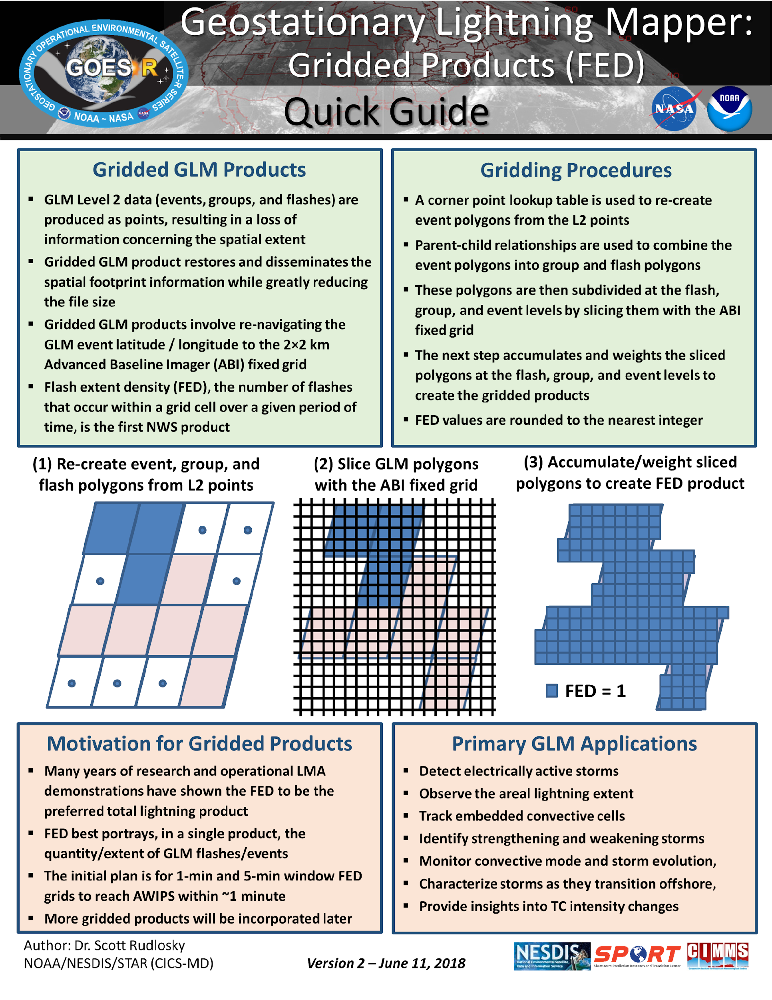 Geostationary Lightning Mapper:
Gridded Products (FED)
Quick Guide
GEOSTATIONARY OPERATIONAL ENVIRONMENTAL SATELLITE-R SERIES
GOES R
NOAA ~ NASA
NASA
NASA
NOAA
60
50
40
Gridded GLM Products
▪ GLM Level 2 data (events, groups, and flashes) are
produced as points, resulting in a loss of
information concerning the spatial extent
▪ Gridded GLM product restores and disseminates the
spatial footprint information while greatly reducing
the file size
▪ Gridded GLM products involve re-navigating the
GLM event latitude / longitude to the 2×2 km
Advanced Baseline Imager (ABI) fixed grid
▪ Flash extent density (FED), the number of flashes
that occur within a grid cell over a given period of
time, is the first NWS product
Gridding Procedures
▪ A corner point lookup table is used to re-create
event polygons from the L2 points
▪ Parent-child relationships are used to combine the
event polygons into group and flash polygons
▪ These polygons are then subdivided at the flash,
group, and event levels by slicing them with the ABI
fixed grid
▪ The next step accumulates and weights the sliced
polygons at the flash, group, and event levels to
create the gridded products
▪ FED values are rounded to the nearest integer
(1) Re-create event, group, and
flash polygons from L2 points
(2) Slice GLM polygons
with the ABI fixed grid
(3) Accumulate/weight sliced
polygons to create FED product
FED = 1
Motivation for Gridded Products
▪ Many years of research and operational LMA
demonstrations have shown the FED to be the
preferred total lightning product
▪ FED best portrays, in a single product, the
quantity/extent of GLM flashes/events
▪ The initial plan is for 1-min and 5-min window FED
grids to reach AWIPS within ~1 minute
▪ More gridded products will be incorporated later
Primary GLM Applications
▪ Detect electrically active storms
▪ Observe the areal lightning extent
▪ Track embedded convective cells
▪ Identify strengthening and weakening storms
▪ Monitor convective mode and storm evolution,
▪ Characterize storms as they transition offshore,
▪ Provide insights into TC intensity changes
Author: Dr. Scott Rudlosky
NOAA/NESDIS/STAR (CICS-MD)
Version 2 – June 11, 2018
NESDIS
National Environmental Satellite,
Data and Information Service
SPORT
Short-term Prediction Research and Transition Center
CIMMS
Cooperative Institute for Mesoscale Meteorological Studies